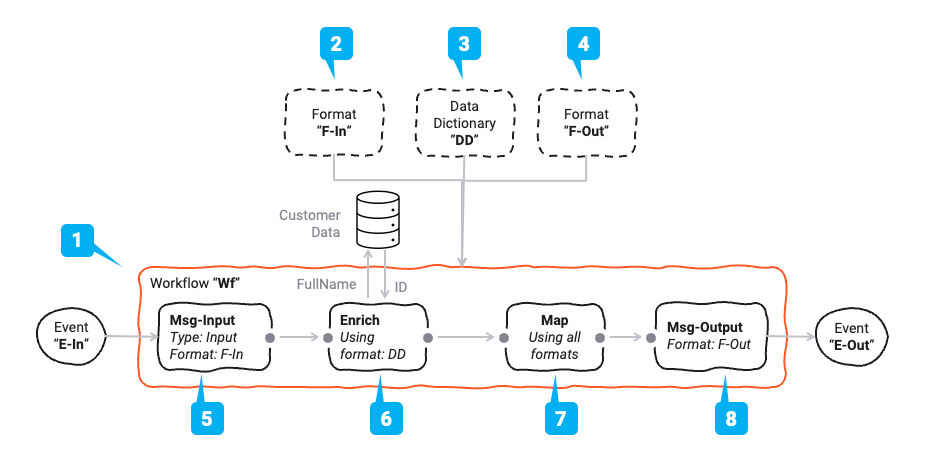 2
3
4
Format
“F-In”
Data
Dictionary
“DD”
Format
“F-Out”
Customer
Data
1
Workflow “Wf”
FullName
ID
Event
“E-In”
Msg-Input
Type: Input
Format: F-In
Enrich
Using
format: DD
Map
Using all
formats
Msg-Output
Format: F-Out
Event
“E-Out”
5
6
7
8